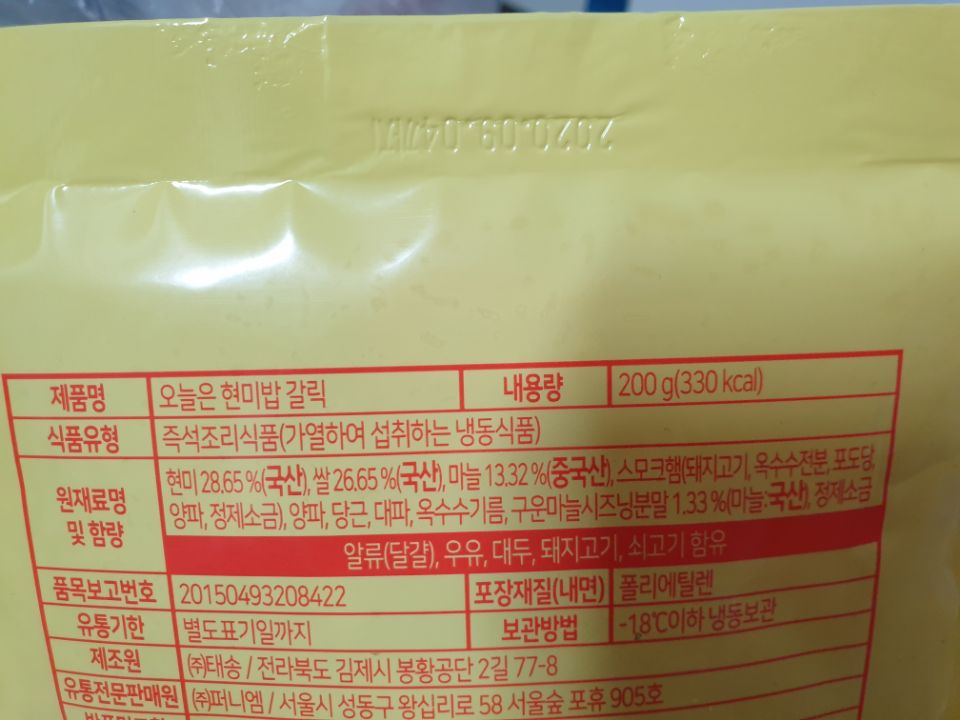 2020.09.04까지
제품명 오늘은 현미밥 갈릭 내용량 200 g(330 kcal)
식품유형 즉석조리식품(가열하여 섭취하는 냉동식품)
원재료명 및 함량
현미 28.65 %(국산), 쌀 26.65 %(국산), 마늘 13.32 %(중국산), 스모크햄(돼지고기, 옥수수전분, 포도당,
양파, 정제소금), 양파, 당근, 대파, 옥수수기름, 구운마늘시즈닝분말 1.33 %(마늘:국산), 정제소금
알류(달걀), 우유, 대두, 돼지고기, 쇠고기 함유
품목보고번호 20150493208422 포장재질(내면) 폴리에틸렌
유통기한 별도표기일까지 보관방법 -18℃이하 냉동보관
제조원 ㈜태송 / 전라북도 김제시 봉황공단 2길 77-8
유통전문판매원 ㈜퍼니엠 / 서울시 성동구 왕십리로 58 서울숲 포휴 905호